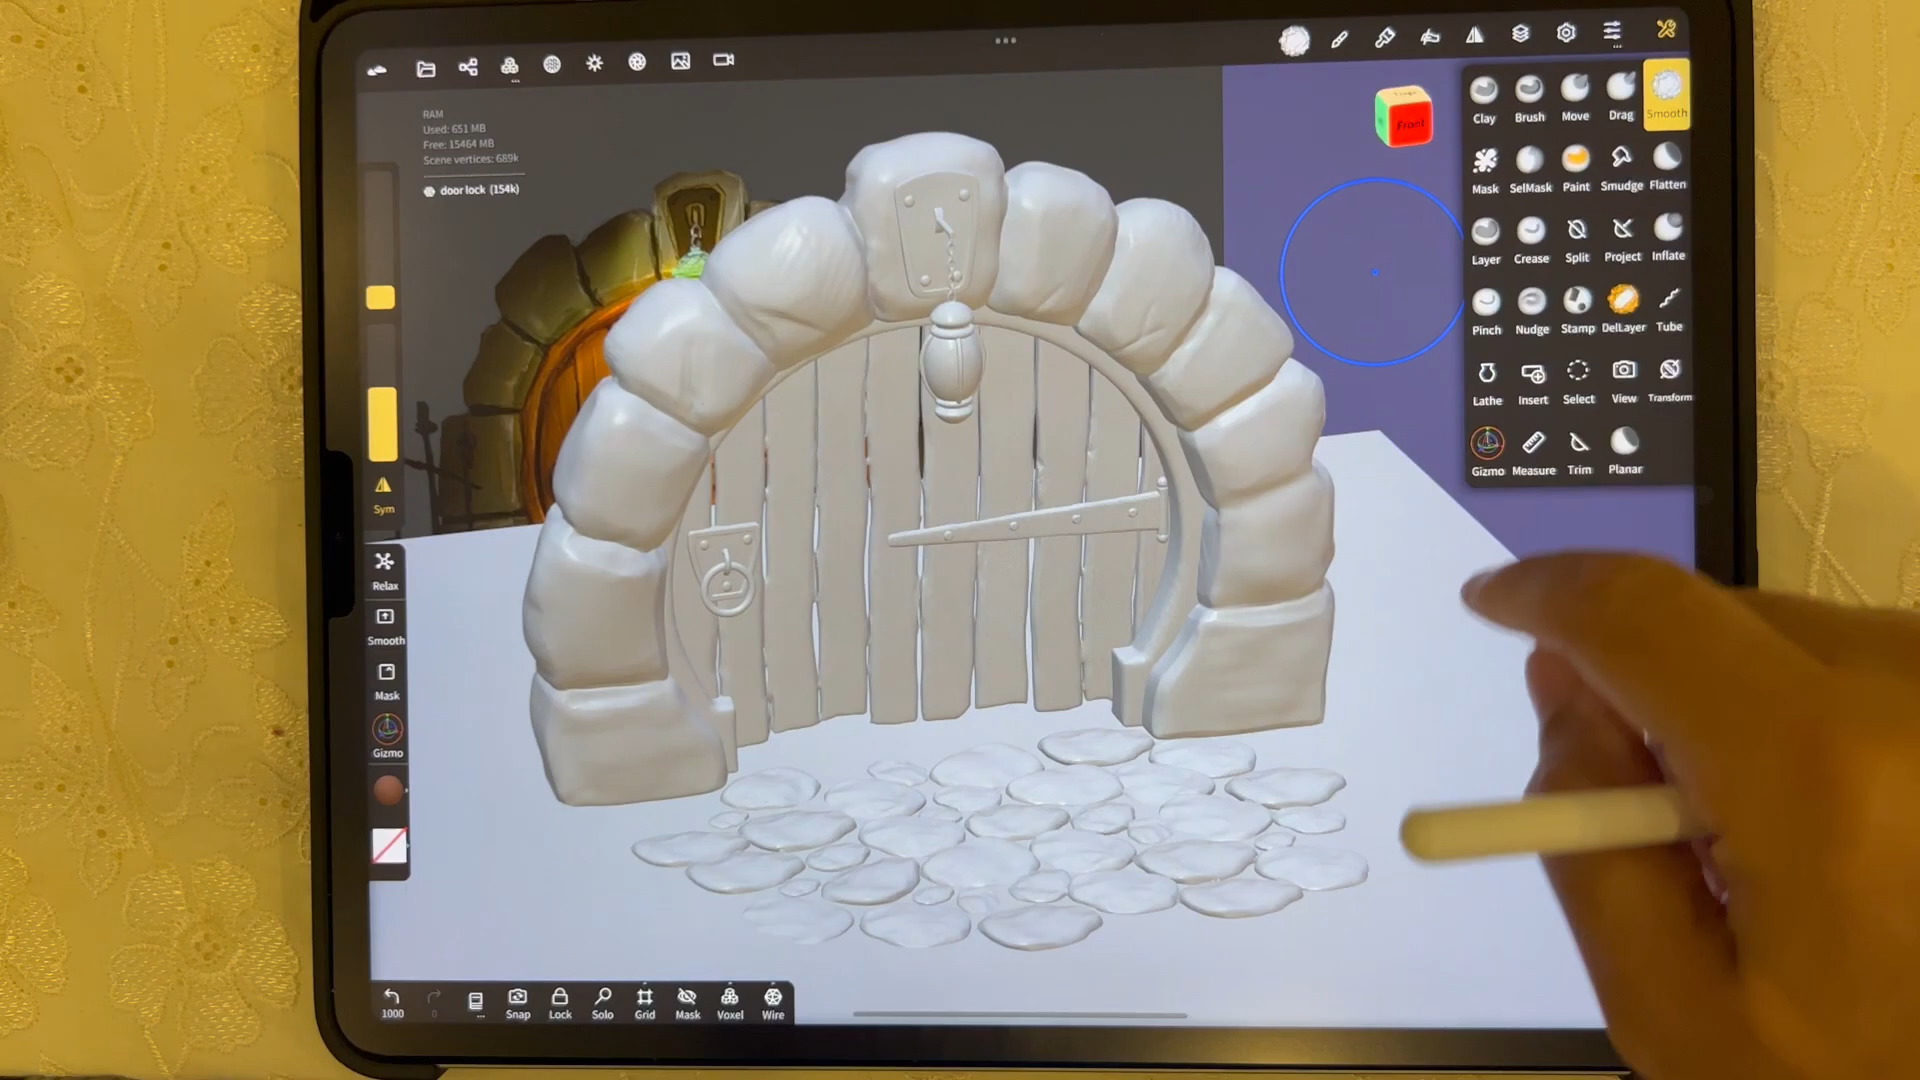 RAM
Used: 651 MB
Free: 15464 MB
Scene vertices: 689k
door lock (154k)
Front
Clay Brush Move Drag Smooth
Mask SelMask Paint Smudge Flatten
Layer Crease Split Project Inflate
Pinch Nudge Stamp DelLayer Tube
Lathe Insert Select View Transform
Gizmo Measure Trim Planar
Sym
Relax
Smooth
Mask
Gizmo
1000 0 Snap Lock Solo Grid Mask Voxel Wire